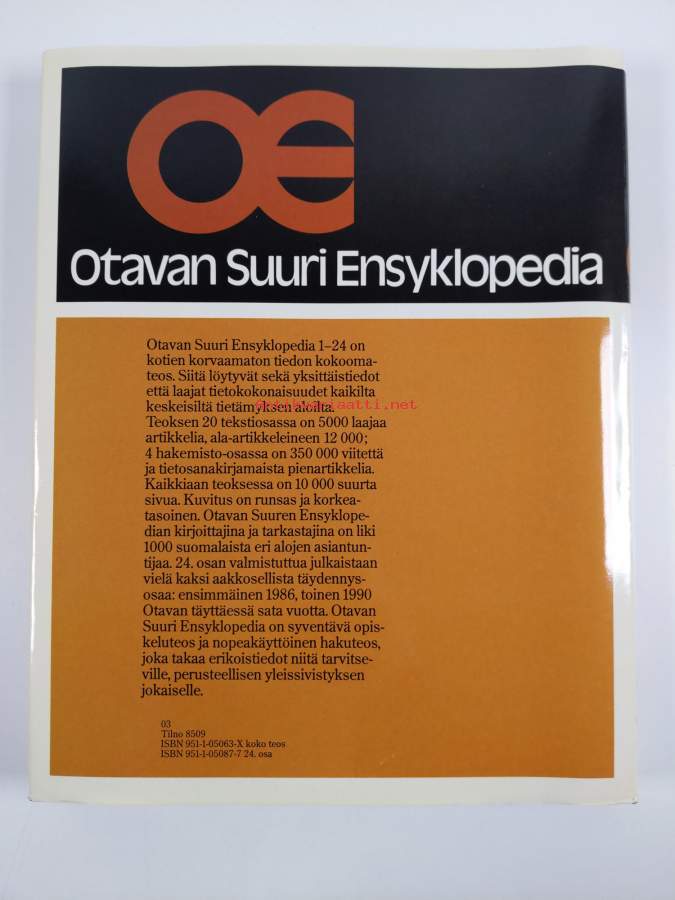 OE
Otavan Suuri Ensyklopedia
Otavan Suuri Ensyklopedia 1–24 on
kotien korvaamaton tiedon kokooma-
teos. Siitä löytyvät sekä yksittäistiedot
että laajat tietokokonaisuudet kaikilta
keskeisiltä tietämyksen aloilta.
Teoksen 20 tekstiosassa on 5000 laajaa
artikkelia, ala-artikkeleineen 12 000;
4 hakemisto-osassa on 350 000 viitettä
ja tietosanakirjamaista pienartikkelia.
Kaikkiaan teoksessa on 10 000 suurta
sivua. Kuvitus on runsas ja korkea-
tasoinen. Otavan Suuren Ensyklope-
dian kirjoittajina ja tarkastajina on liki
1000 suomalaista eri alojen asiantun-
tijaa. 24. osan valmistuttua julkaistaan
vielä kaksi aakkosellista täydennys-
osaa: ensimmäinen 1986, toinen 1990
Otavan täyttäessä sata vuotta. Otavan
Suuri Ensyklopedia on syventävä opis-
keluteos ja nopeakäyttöinen hakuteos,
joka takaa erikoistiedot niitä tarvitse-
ville, perusteellisen yleissivistyksen
jokaiselle.
03
Tilno 8509
ISBN 951-1-05063-X koko teos
ISBN 951-1-05087-7 24. osa